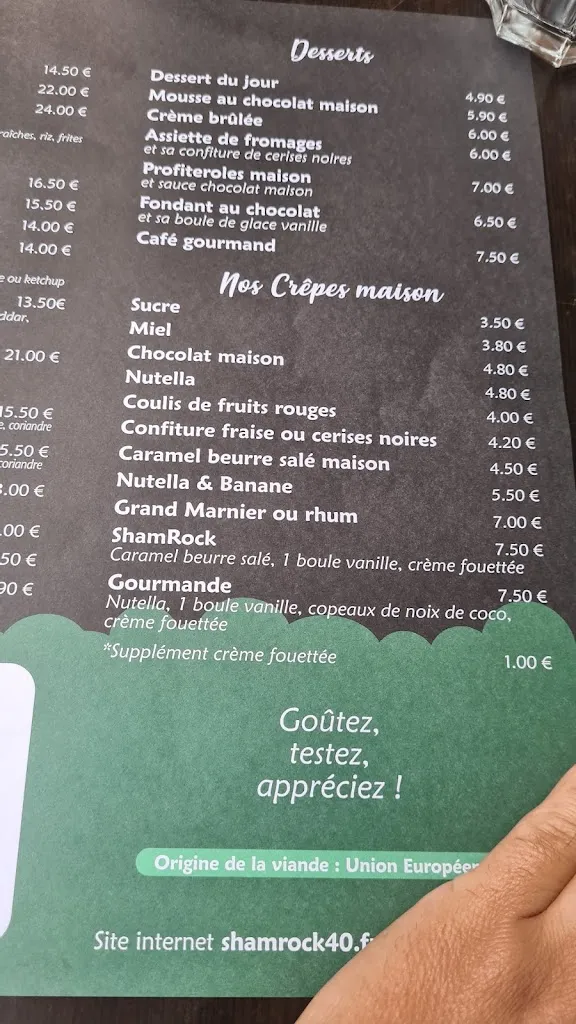 14.50 €
22.00 €
24.00 €
riz, frites
16.50 €
15.50 €
14.00 €
14.00 €
ou ketchup
13.50€
21.00 €
15.50 €
coriandre
5.50 €
coriandre
.00 €
.00 €
.50 €
90 €
Desserts
Dessert du jour 4.90 €
Mousse au chocolat maison 5.90 €
Crème brûlée 6.00 €
Assiette de fromages 6.00 €
et sa confiture de cerises noires
Profiteroles maison 7.00 €
et sauce chocolat maison
Fondant au chocolat 6.50 €
et sa boule de glace vanille
Café gourmand 7.50 €
Nos Crêpes maison
Sucre 3.50 €
Miel 3.80 €
Chocolat maison 4.80 €
Nutella 4.80 €
Coulis de fruits rouges 4.00 €
Confiture fraise ou cerises noires 4.20 €
Caramel beurre salé maison 4.50 €
Nutella & Banane 5.50 €
Grand Marnier ou rhum 7.00 €
ShamRock 7.50 €
Caramel beurre salé, 1 boule vanille, crème fouettée
Gourmande 7.50 €
Nutella, 1 boule vanille, copeaux de noix de coco,
crème fouettée
*Supplément crème fouettée 1.00 €
Goûtez,
testez,
appréciez !
Origine de la viande : Union Europée
Site internet shamrock40.f